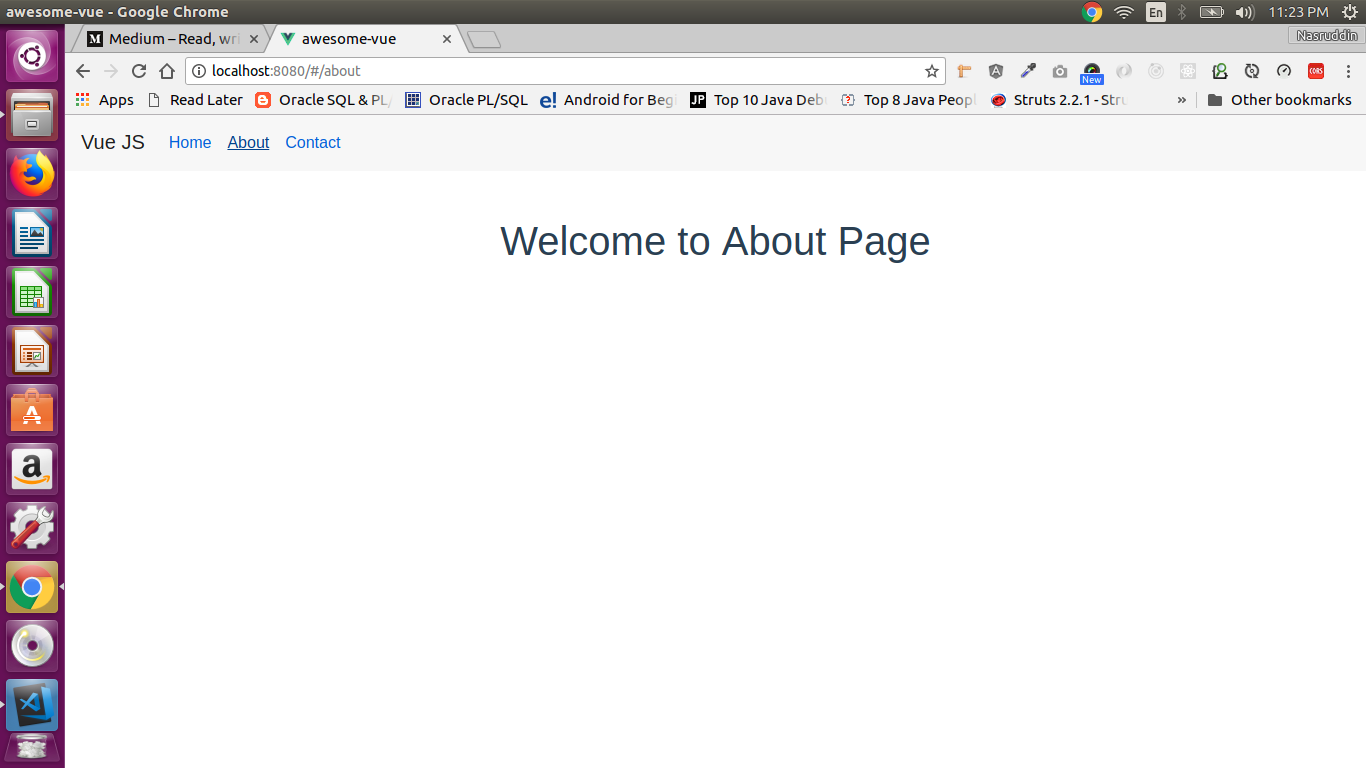 awesome-vue - Google Chrome
En
11:23 PM
Medium – Read, wri
awesome-vue
Nasruddin
localhost:8080/#/about
New
CORS
Apps
Read Later
Oracle SQL & PL/
Oracle PL/SQL
Android for Begi
Top 10 Java Deb
Top 8 Java Peopl
Struts 2.2.1 - Stru
» Other bookmarks
Vue JS
Home
About
Contact
Welcome to About Page